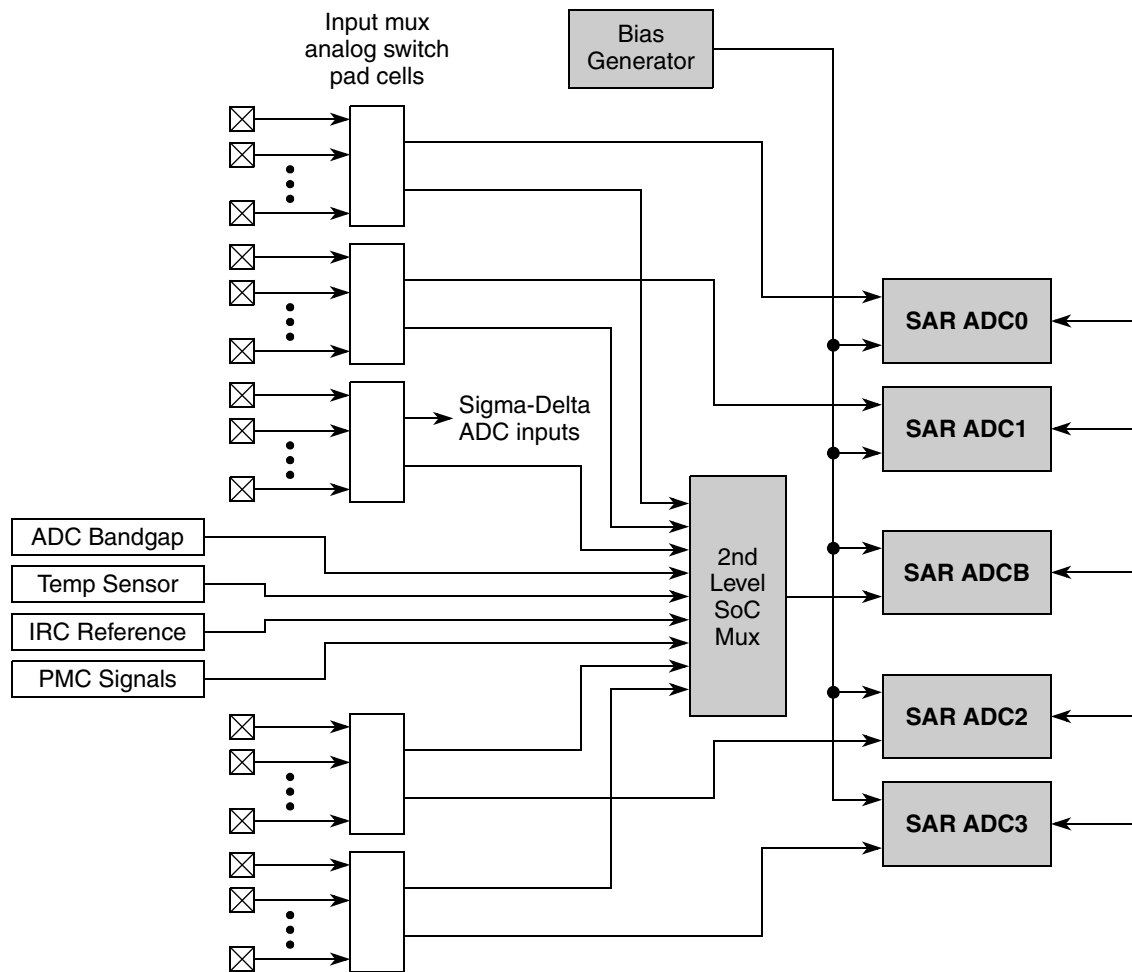 Input mux
analog switch
pad cells
Bias
Generator
SAR ADC0
SAR ADC1
Sigma-Delta
ADC inputs
ADC Bandgap
Temp Sensor
IRC Reference
PMC Signals
2nd
Level
SoC
Mux
SAR ADCB
SAR ADC2
SAR ADC3